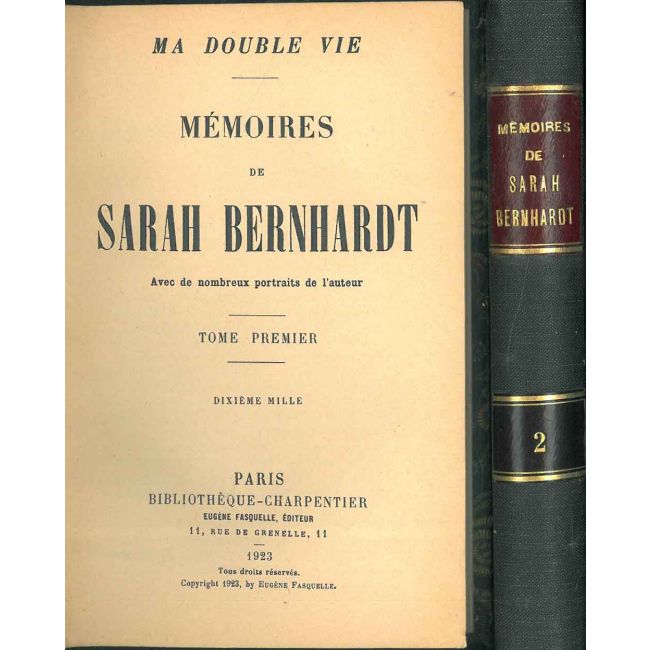 MA DOUBLE VIE
MÉMOIRES
DE
SARAH BERNHARDT
Avec de nombreux portraits de l'auteur
TOME PREMIER
DIXIÈME MILLE
PARIS
BIBLIOTHÈQUE-CHARPENTIER
EUGÈNE FASQUELLE, ÉDITEUR
11, RUE DE GRENELLE, 11
1923
Tous droits réservés.
Copyright 1923, by EUGÈNE FASQUELLE.
MÉMOIRES
DE
SARAH
BERNHARDT
2